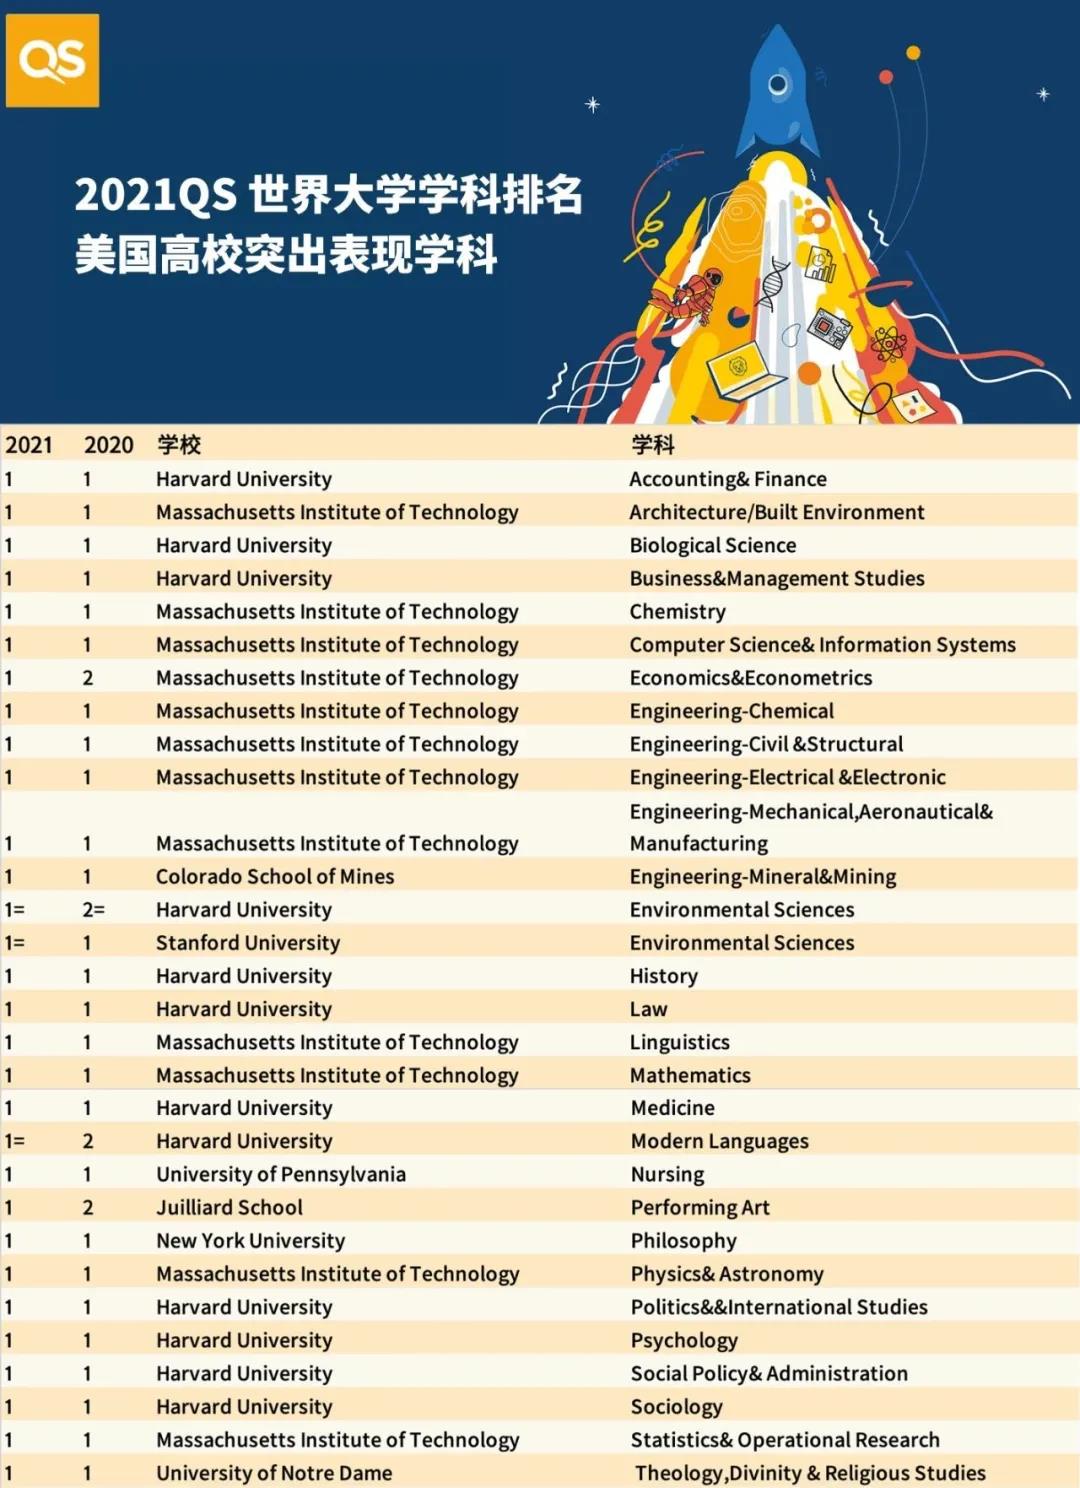 QS
2021QS 世界大学学科排名
美国高校突出表现学科
2021 2020 学校 学科
1 1 Harvard University Accounting& Finance
1 1 Massachusetts Institute of Technology Architecture/Built Environment
1 1 Harvard University Biological Science
1 1 Harvard University Business&Management Studies
1 1 Massachusetts Institute of Technology Chemistry
1 1 Massachusetts Institute of Technology Computer Science& Information Systems
1 2 Massachusetts Institute of Technology Economics&Econometrics
1 1 Massachusetts Institute of Technology Engineering-Chemical
1 1 Massachusetts Institute of Technology Engineering-Civil &Structural
1 1 Massachusetts Institute of Technology Engineering-Electrical &Electronic
Engineering-Mechanical,Aeronautical&
1 1 Massachusetts Institute of Technology Manufacturing
1 1 Colorado School of Mines Engineering-Mineral&Mining
1= 2= Harvard University Environmental Sciences
1= 1 Stanford University Environmental Sciences
1 1 Harvard University History
1 1 Harvard University Law
1 1 Massachusetts Institute of Technology Linguistics
1 1 Massachusetts Institute of Technology Mathematics
1 1 Harvard University Medicine
1= 2 Harvard University Modern Languages
1 1 University of Pennsylvania Nursing
1 2 Juilliard School Performing Art
1 1 New York University Philosophy
1 1 Massachusetts Institute of Technology Physics& Astronomy
1 1 Harvard University Politics&&International Studies
1 1 Harvard University Psychology
1 1 Harvard University Social Policy& Administration
1 1 Harvard University Sociology
1 1 Massachusetts Institute of Technology Statistics& Operational Research
1 1 University of Notre Dame Theology,Divinity & Religious Studies